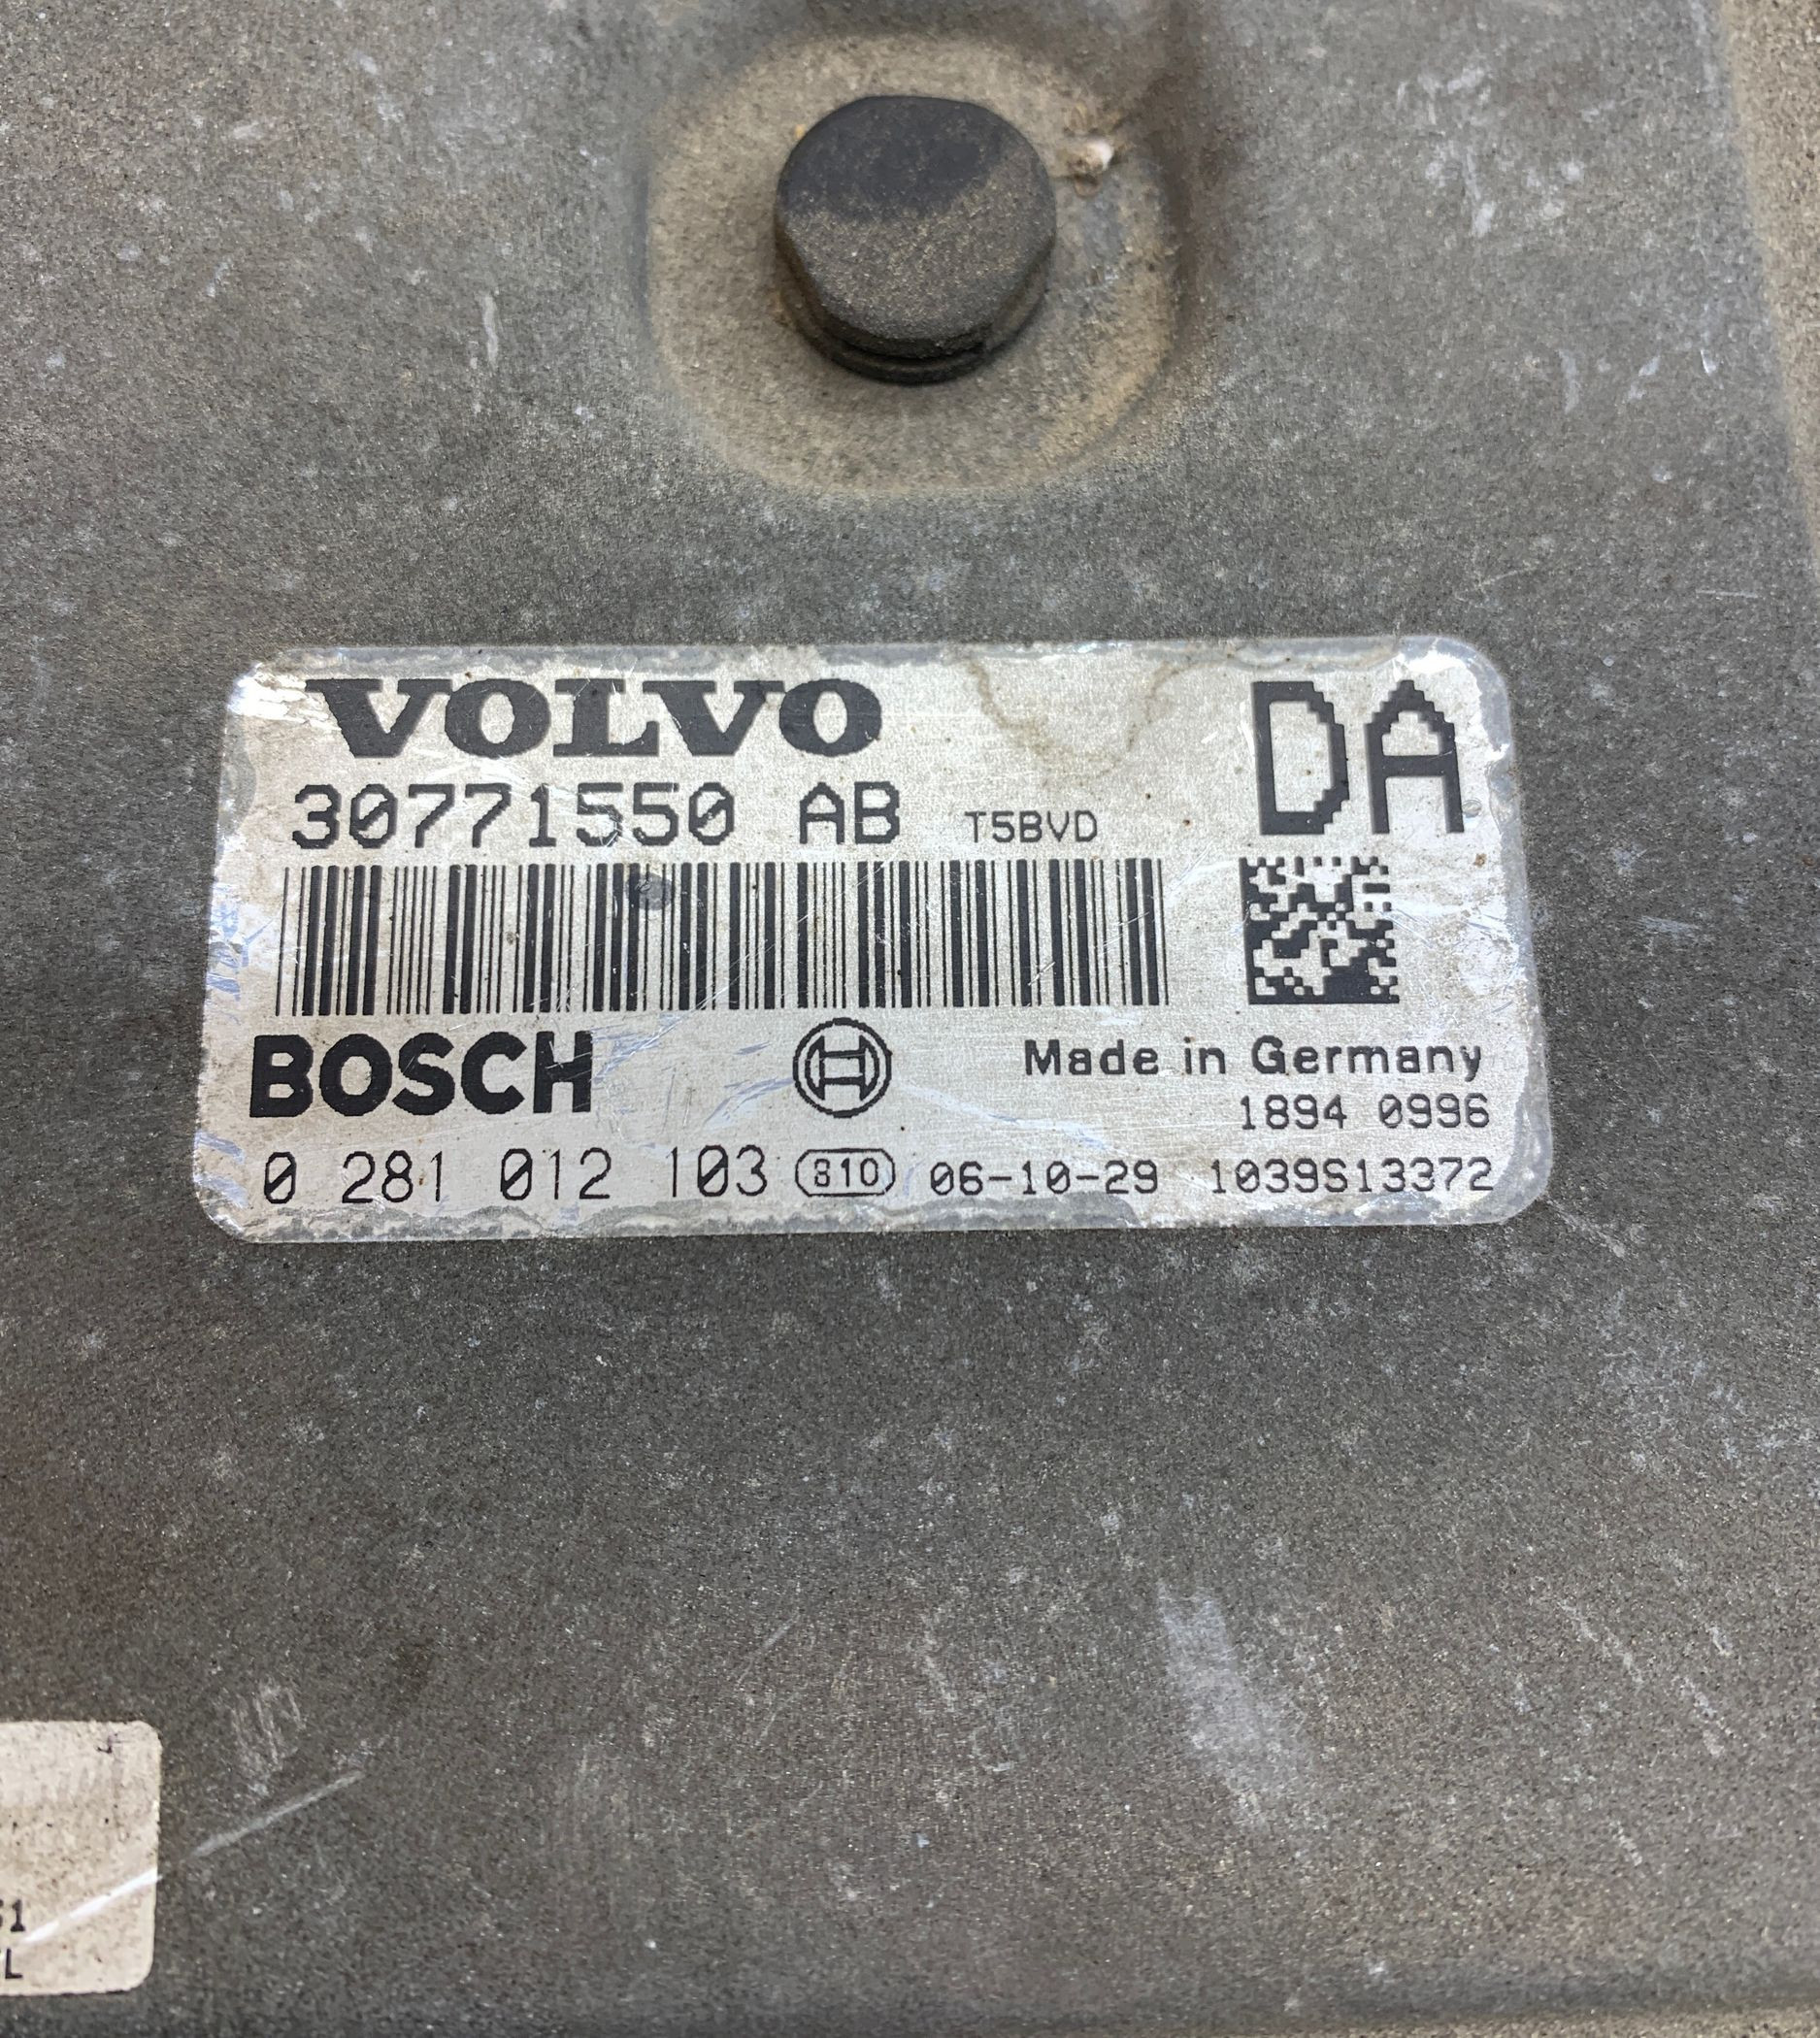 VOLVO
30771550 AB T5BVD
DA
BOSCH
Made in Germany
1894 0996
0 281 012 103 810 06-10-29 1039S13372
L